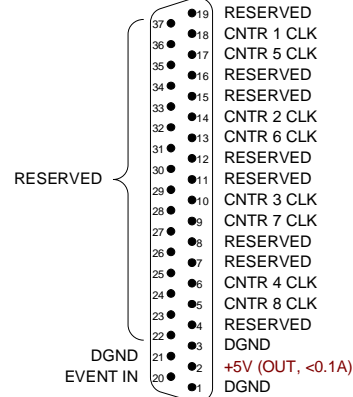 19 RESERVED
37
18 CNTR 1 CLK
36
17 CNTR 5 CLK
35
16 RESERVED
34
15 RESERVED
33
14 CNTR 2 CLK
32
13 CNTR 6 CLK
31
12 RESERVED
30
RESERVED
11 RESERVED
29
10 CNTR 3 CLK
28
9 CNTR 7 CLK
27
8 RESERVED
26
7 RESERVED
25
6 CNTR 4 CLK
24
5 CNTR 8 CLK
23
4 RESERVED
22
3 DGND
DGND 21
2 +5V (OUT, <0.1A)
EVENT IN 20
1 DGND